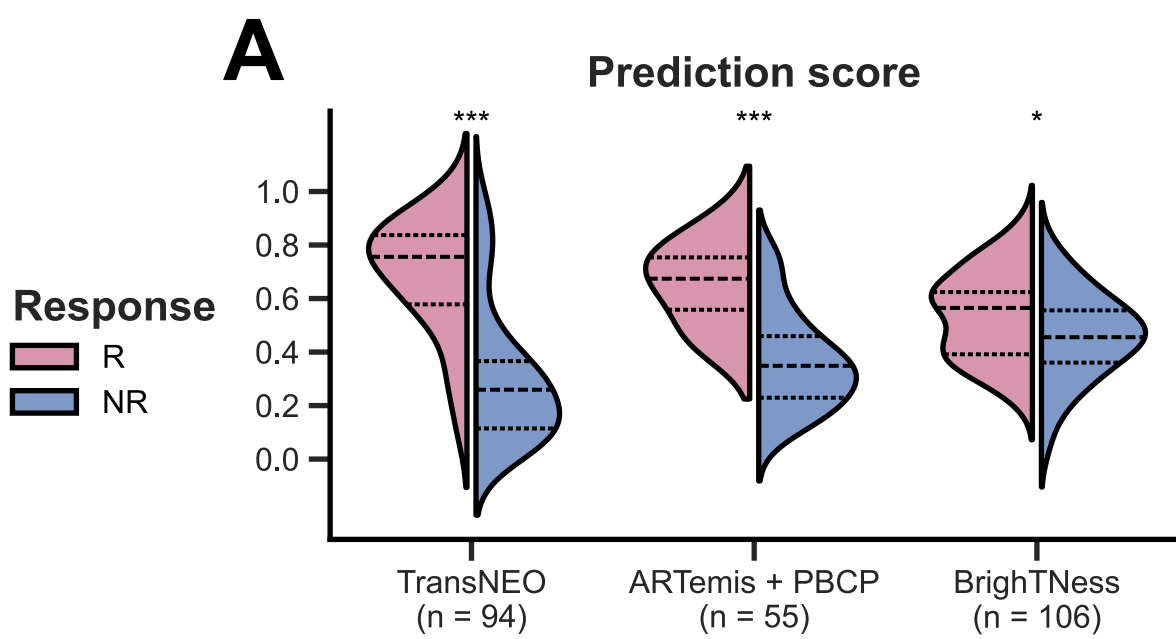 A
Prediction score
*** *** *
1.0
0.8
0.6
0.4
0.2
0.0
Response
R
NR
TransNEO ARTemis + PBCP BrighTNess
(n = 94) (n = 55) (n = 106)